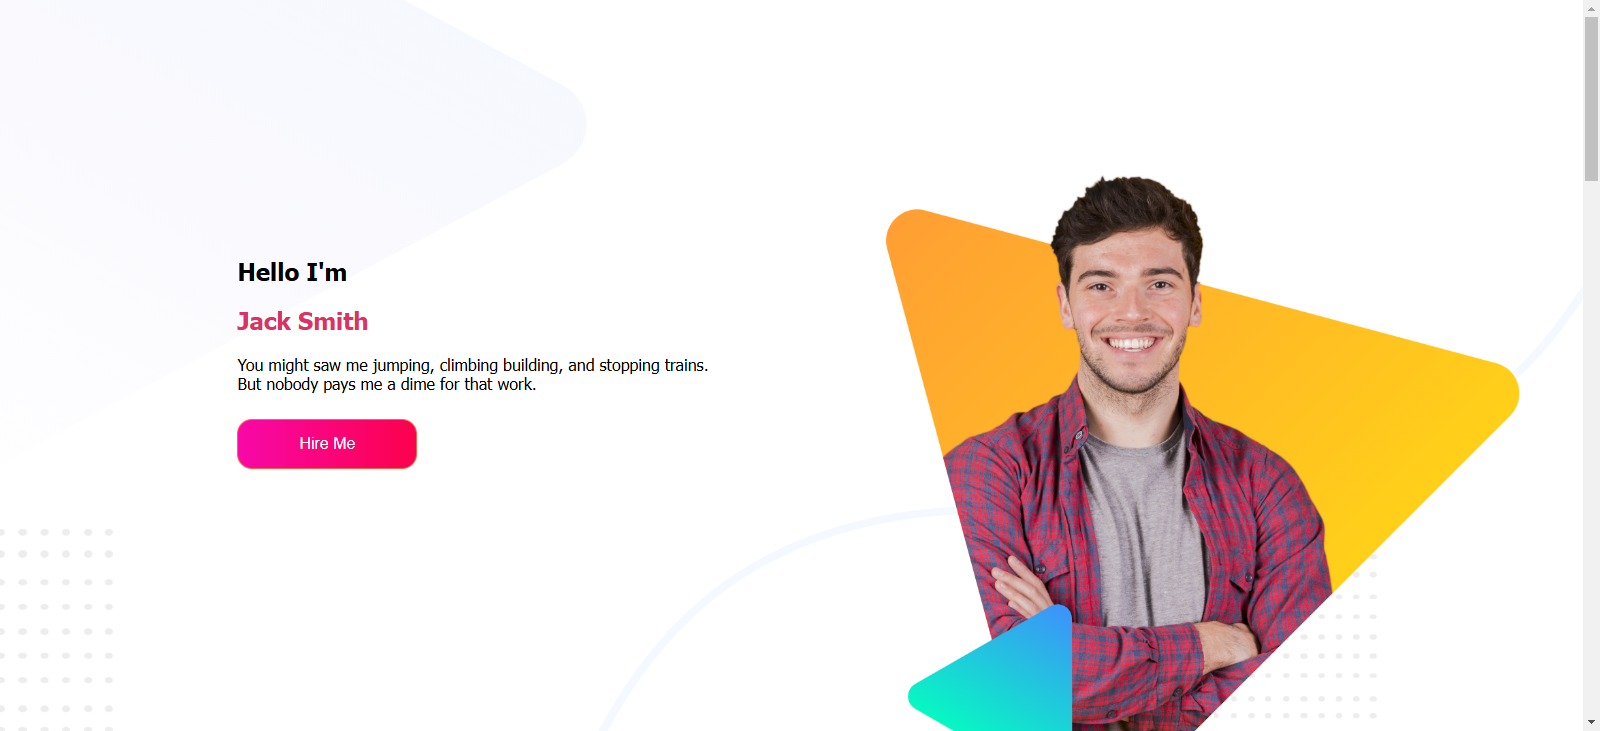 Hello I'm
Jack Smith
You might saw me jumping, climbing building, and stopping trains.
But nobody pays me a dime for that work.
Hire Me